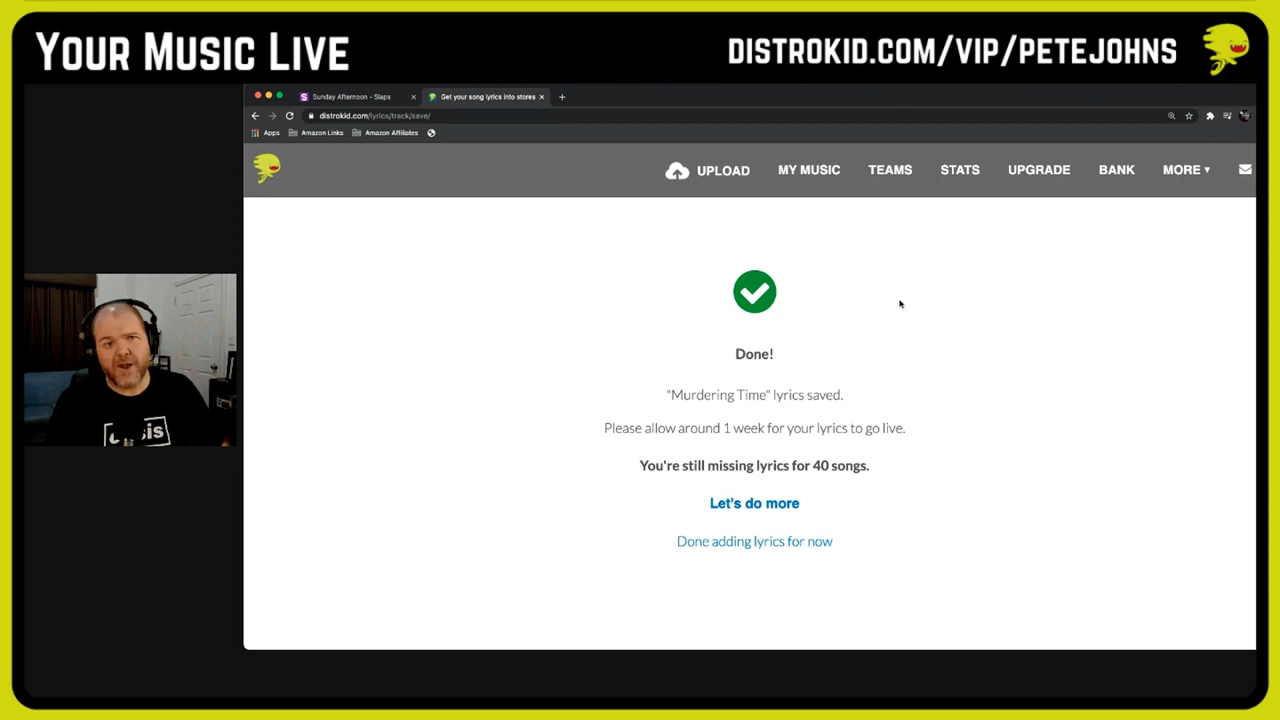 YOUR MUSIC LIVE
DISTROKID.COM/VIP/PETEJOHNS
Sunday Afternoon - Slaps
Get your song lyrics into stores
distrokid.com/lyrics/track/save/
Apps Amazon Links Amazon Affiliates
UPLOAD MY MUSIC TEAMS STATS UPGRADE BANK MORE ▾
Done!
"Murdering Time" lyrics saved.
Please allow around 1 week for your lyrics to go live.
You're still missing lyrics for 40 songs.
Let's do more
Done adding lyrics for now